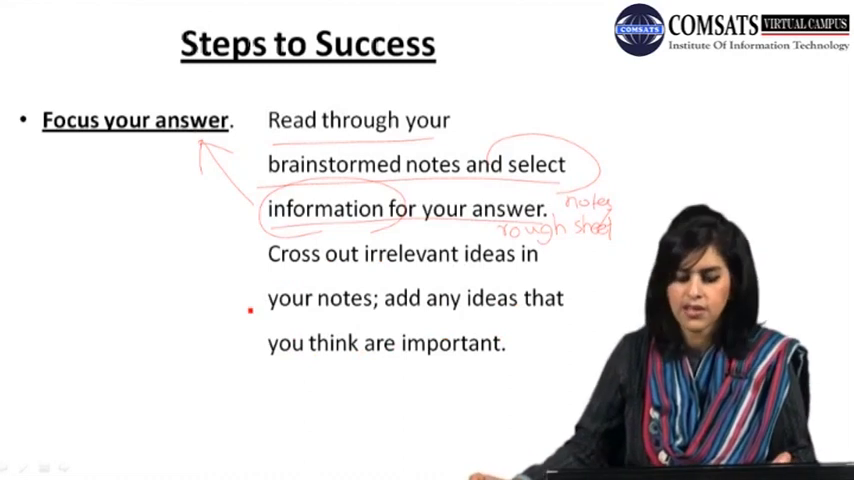 Steps to Success
COMSATS
COMSATS VIRTUAL CAMPUS
Institute Of Information Technology
• Focus your answer. Read through your
brainstormed notes and select
information for your answer.
notes
rough sheet
Cross out irrelevant ideas in
your notes; add any ideas that
you think are important.